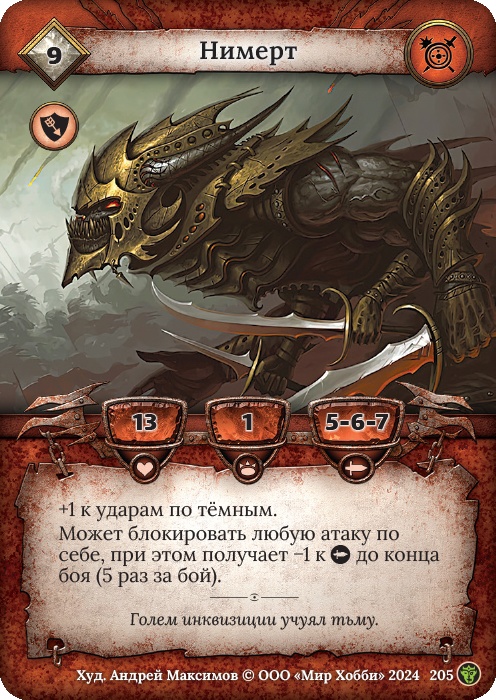 9
Нимерт
13
1
5-6-7
+1 к ударам по тёмным.
Может блокировать любую атаку по
себе, при этом получает −1 к до конца
боя (5 раз за бой).
Голем инквизиции учуял тьму.
Худ. Андрей Максимов © ООО «Мир Хобби» 2024 205